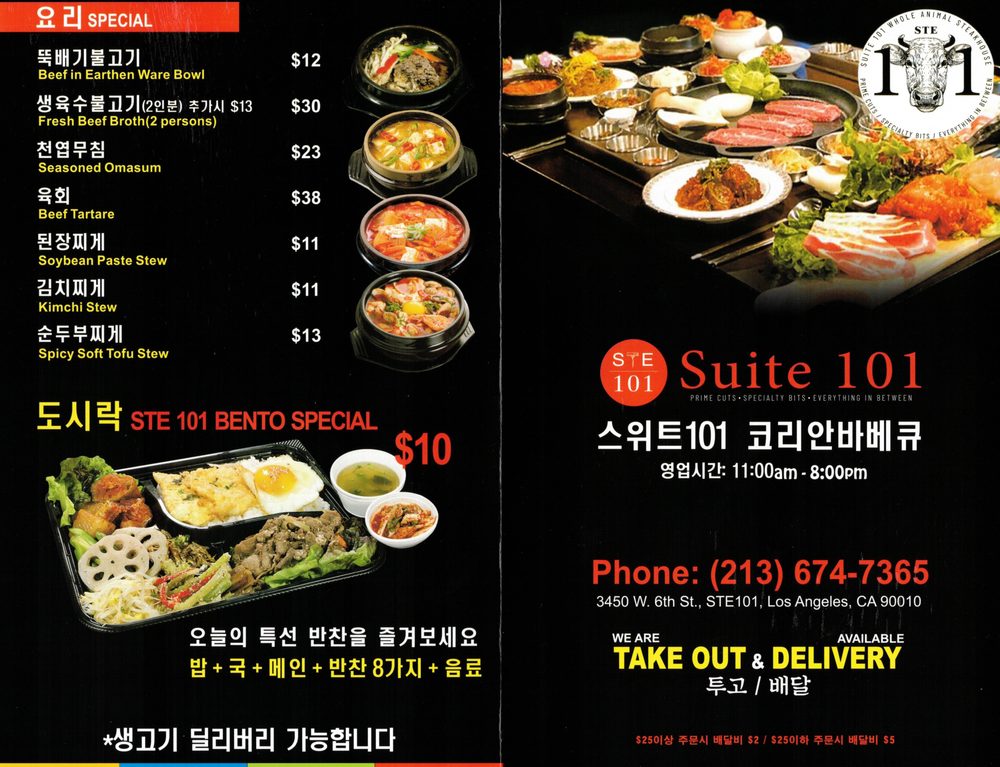 요리 SPECIAL
뚝배기불고기 $12
Beef in Earthen Ware Bowl
생육수불고기(2인분) 추가시 $13 $30
Fresh Beef Broth(2 persons)
천엽무침 $23
Seasoned Omasum
육회 $38
Beef Tartare
된장찌게 $11
Soybean Paste Stew
김치찌게 $11
Kimchi Stew
순두부찌게 $13
Spicy Soft Tofu Stew
도시락 STE 101 BENTO SPECIAL
$10
오늘의 특선 반찬을 즐겨보세요
밥 + 국 + 메인 + 반찬 8가지 + 음료
*생고기 딜리버리 가능합니다
SUITE 101 WHOLE ANIMAL STEAKHOUSE
STE
101
PRIME CUTS / SPECIALTY BITS / EVERYTHING IN BETWEEN
STE
101
Suite 101
PRIME CUTS • SPECIALTY BITS • EVERYTHING IN BETWEEN
스위트101 코리안바베큐
영업시간: 11:00am - 8:00pm
Phone: (213) 674-7365
3450 W. 6th St., STE101, Los Angeles, CA 90010
WE ARE AVAILABLE
TAKE OUT & DELIVERY
투고 / 배달
$25이상 주문시 배달비 $2 / $25이하 주문시 배달비 $5